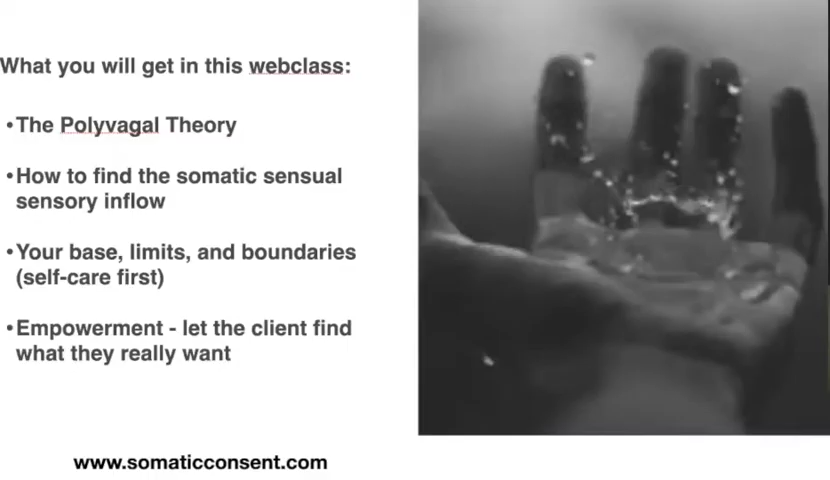 What you will get in this webclass:
•The Polyvagal Theory
•How to find the somatic sensual
sensory inflow
•Your base, limits, and boundaries
(self-care first)
•Empowerment - let the client find
what they really want
www.somaticconsent.com